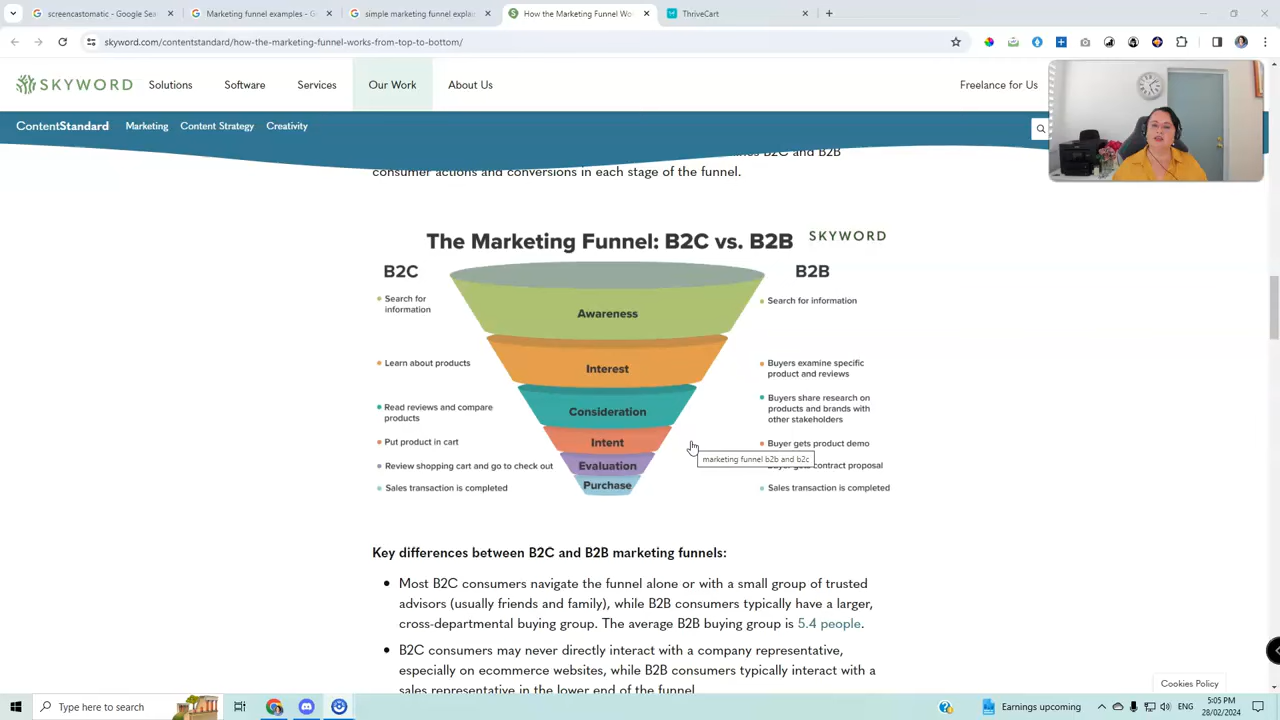 screencastomatic - Google Sea
Marketing funnel examples - G
google marketing explai
How the Marketing Funnel Wo
ThriveCart
skyword.com/contentstandard/how-the-marketing-funnel-works-from-top-to-bottom/
SKYWORD
Solutions
Software
Services
Our Work
About Us
Freelance for Us
ContentStandard
Marketing
Content Strategy
Creativity
B2C and B2B
consumer actions and conversions in each stage of the funnel.
The Marketing Funnel: B2C vs. B2B
SKYWORD
B2C
B2B
Search for
information
Awareness
Search for information
Learn about products
Interest
Buyers examine specific
product and reviews
Read reviews and compare
products
Consideration
Buyers share research on
products and brands with
other stakeholders
Put product in cart
Intent
Buyer gets product demo
marketing funnel b2b and b2c
Review shopping cart and go to check out
Evaluation
contract proposal
Sales transaction is completed
Purchase
Sales transaction is completed
Key differences between B2C and B2B marketing funnels:
Most B2C consumers navigate the funnel alone or with a small group of trusted
advisors (usually friends and family), while B2B consumers typically have a larger,
cross-departmental buying group. The average B2B buying group is 5.4 people.
B2C consumers may never directly interact with a company representative,
especially on ecommerce websites, while B2B consumers typically interact with a
sales representative in the lower end of the funnel
Cookies Policy
Type here to search
Earnings upcoming
ENG
5:05 PM
28/02/2024